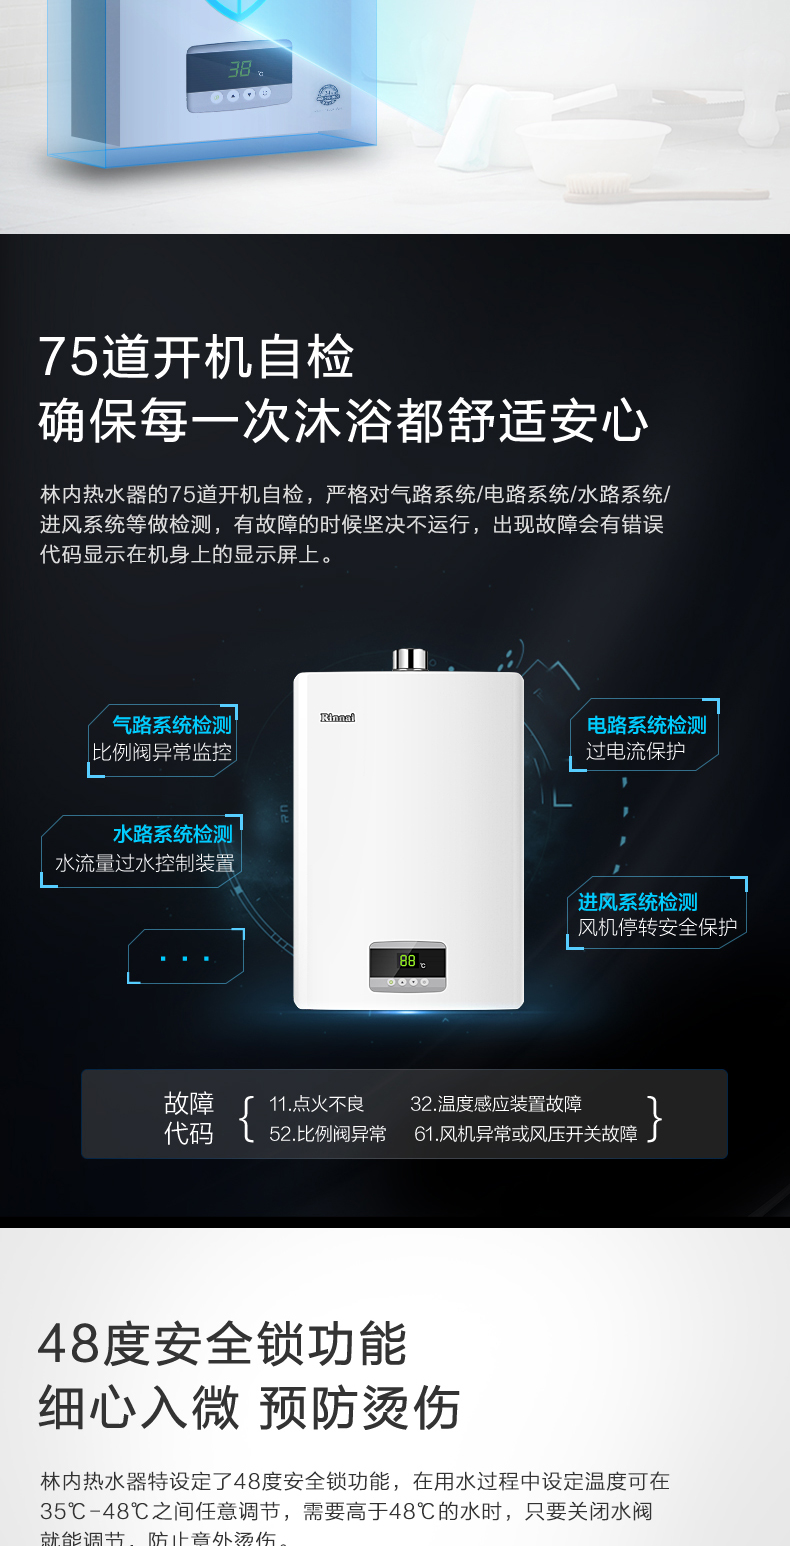 38 ℃
75道开机自检
确保每一次沐浴都舒适安心
林内热水器的75道开机自检，严格对气路系统/电路系统/水路系统/
进风系统等做检测，有故障的时候坚决不运行，出现故障会有错误
代码显示在机身上的显示屏上。
Rinnai
气路系统检测
比例阀异常监控
电路系统检测
过电流保护
水路系统检测
水流量过水控制装置
进风系统检测
风机停转安全保护
···
88 ℃
故障
代码
{ 11.点火不良 32.温度感应装置故障
52.比例阀异常 61.风机异常或风压开关故障 }
48度安全锁功能
细心入微 预防烫伤
林内热水器特设定了48度安全锁功能，在用水过程中设定温度可在
35℃-48℃之间任意调节，需要高于48℃的水时，只要关闭水阀
就能调节，防止意外烫伤。